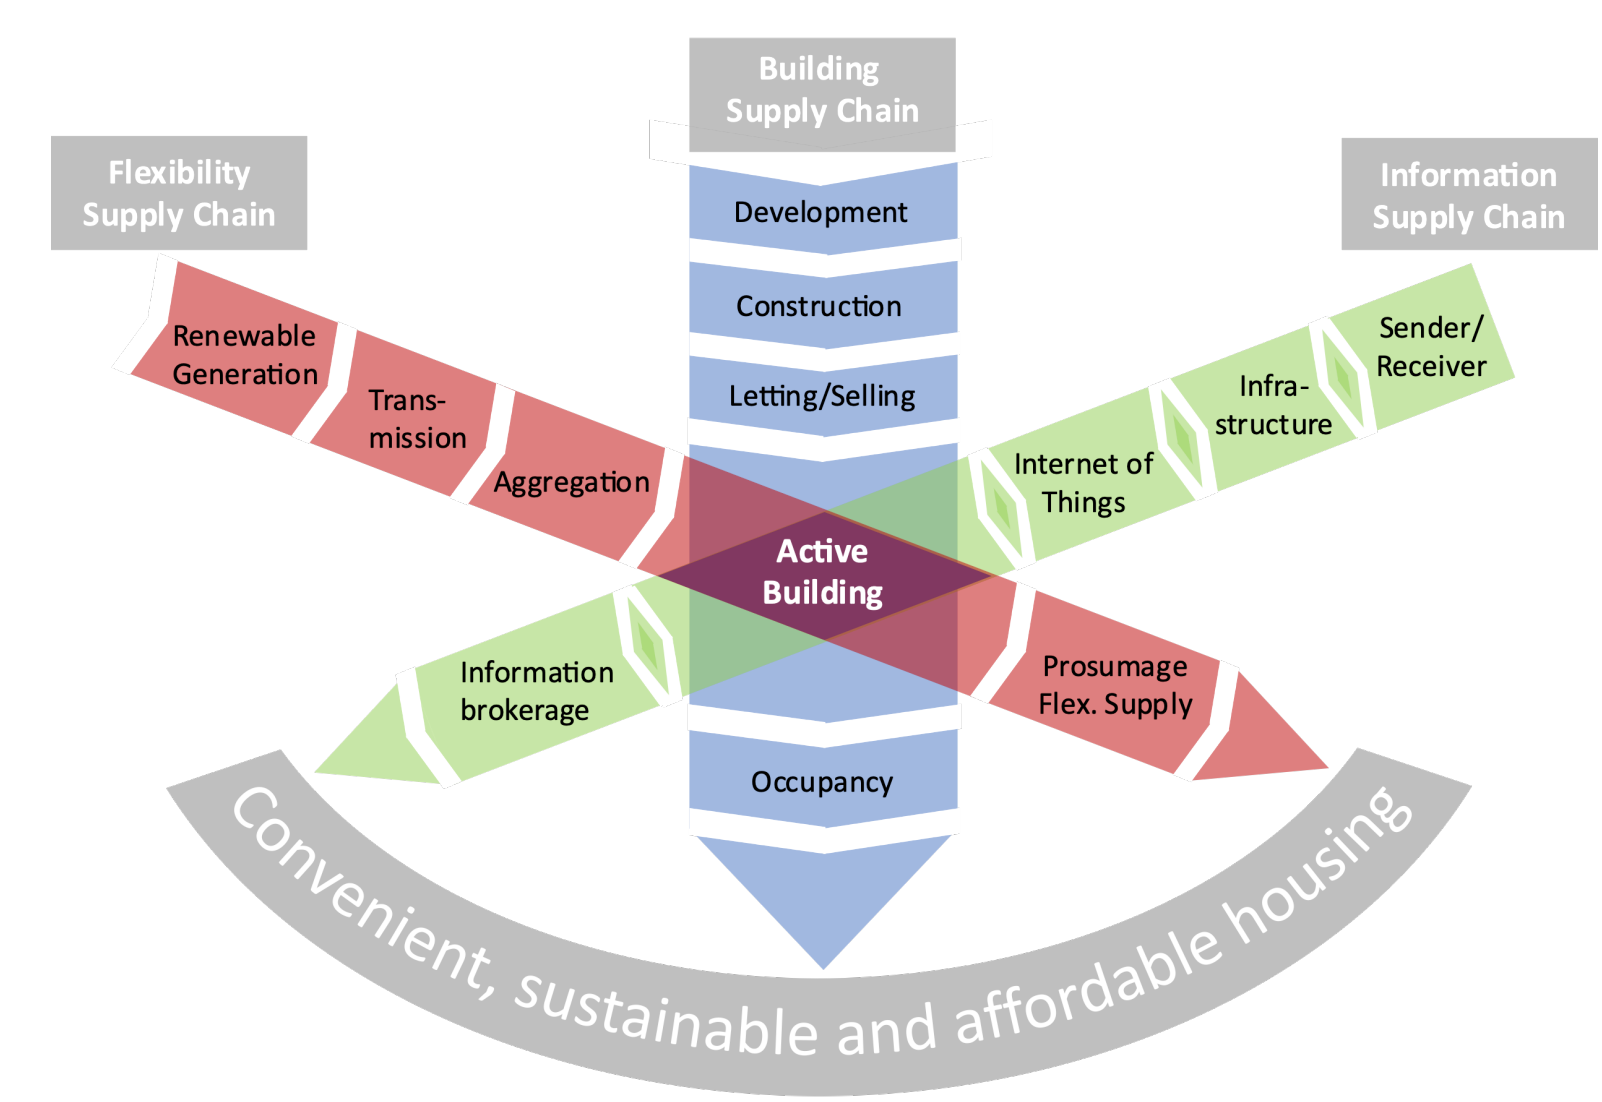 Building
Supply Chain
Flexibility
Supply Chain
Information
Supply Chain
Development
Construction
Letting/Selling
Renewable
Generation
Trans-
mission
Aggregation
Sender/
Receiver
Infra-
structure
Internet of
Things
Active
Building
Information
brokerage
Prosumage
Flex. Supply
Occupancy
Convenient, sustainable and affordable housing